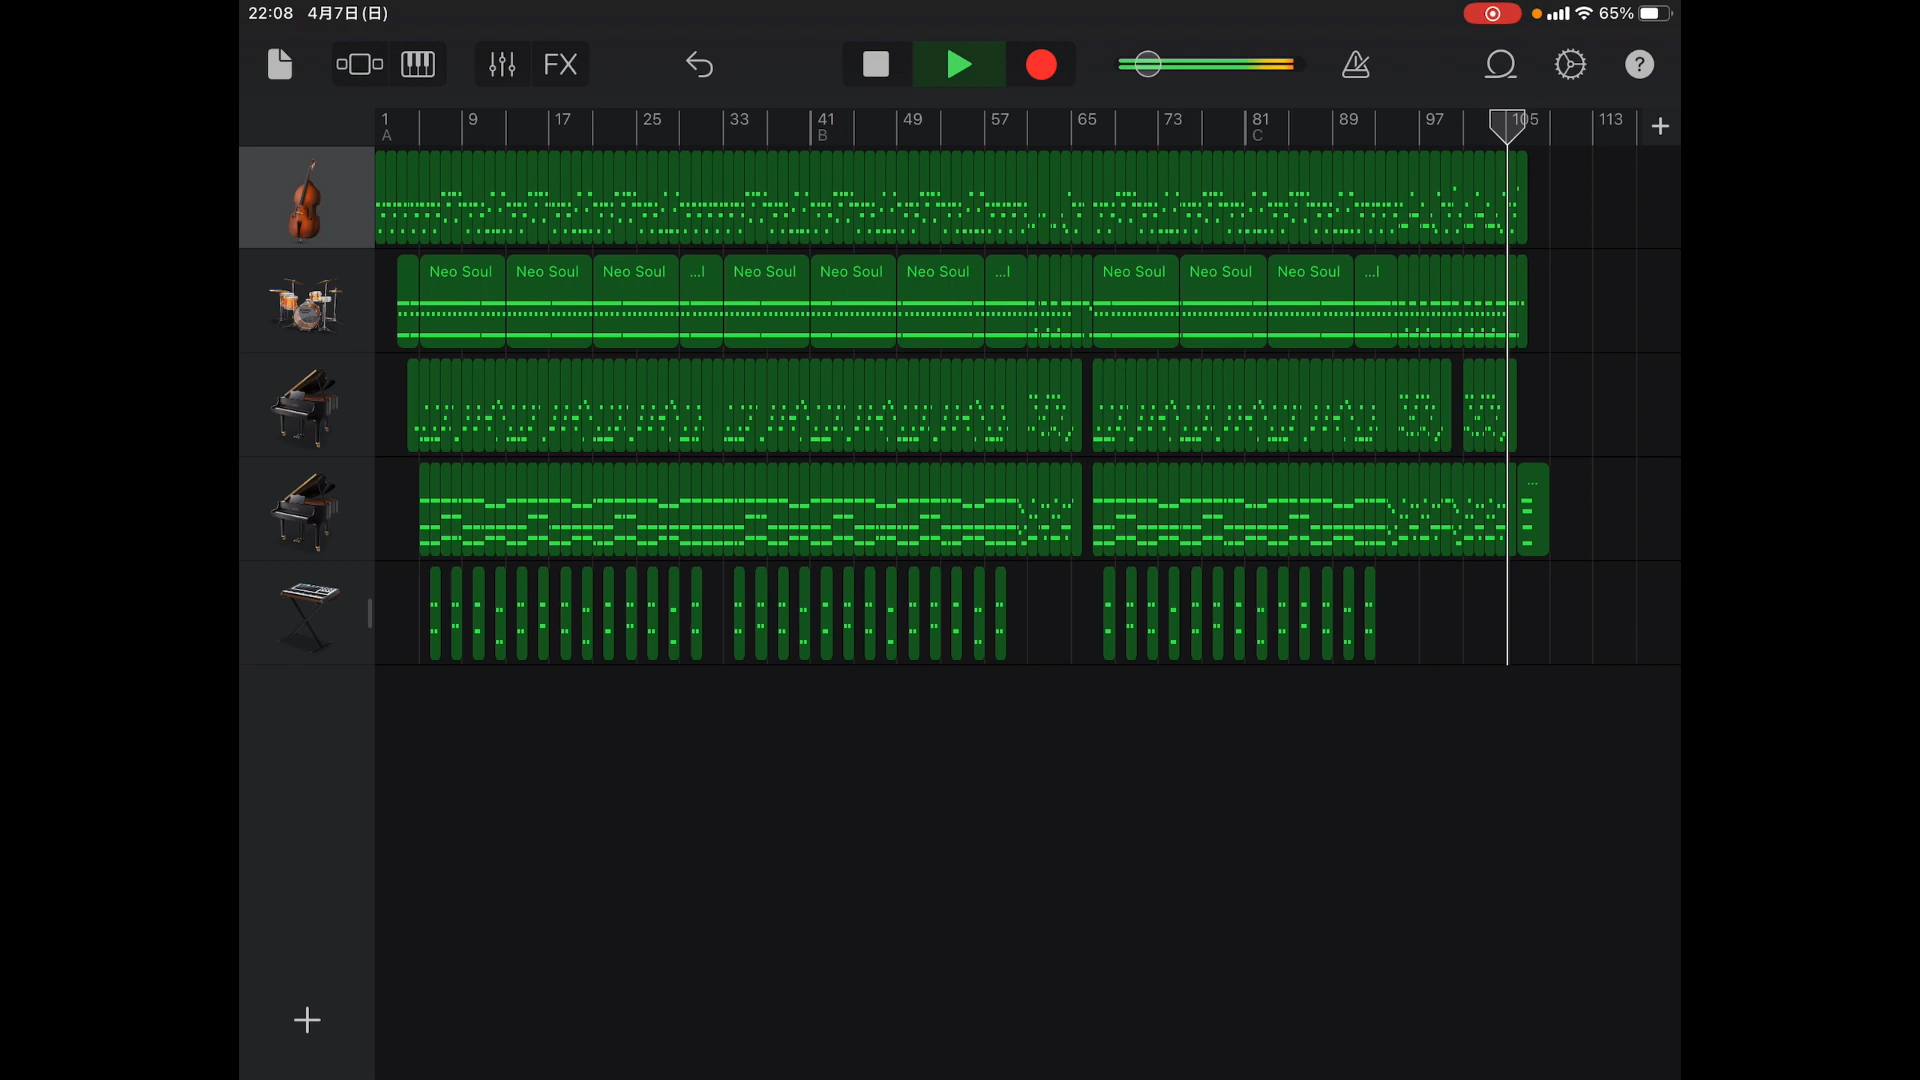 22:08 4月7日(日)
65%
FX
?
1 9 17 25 33 41 49 57 65 73 81 89 97 105 113
A B C
Neo Soul Neo Soul Neo Soul ...l Neo Soul Neo Soul Neo Soul ...l Neo Soul Neo Soul Neo Soul ...l
...